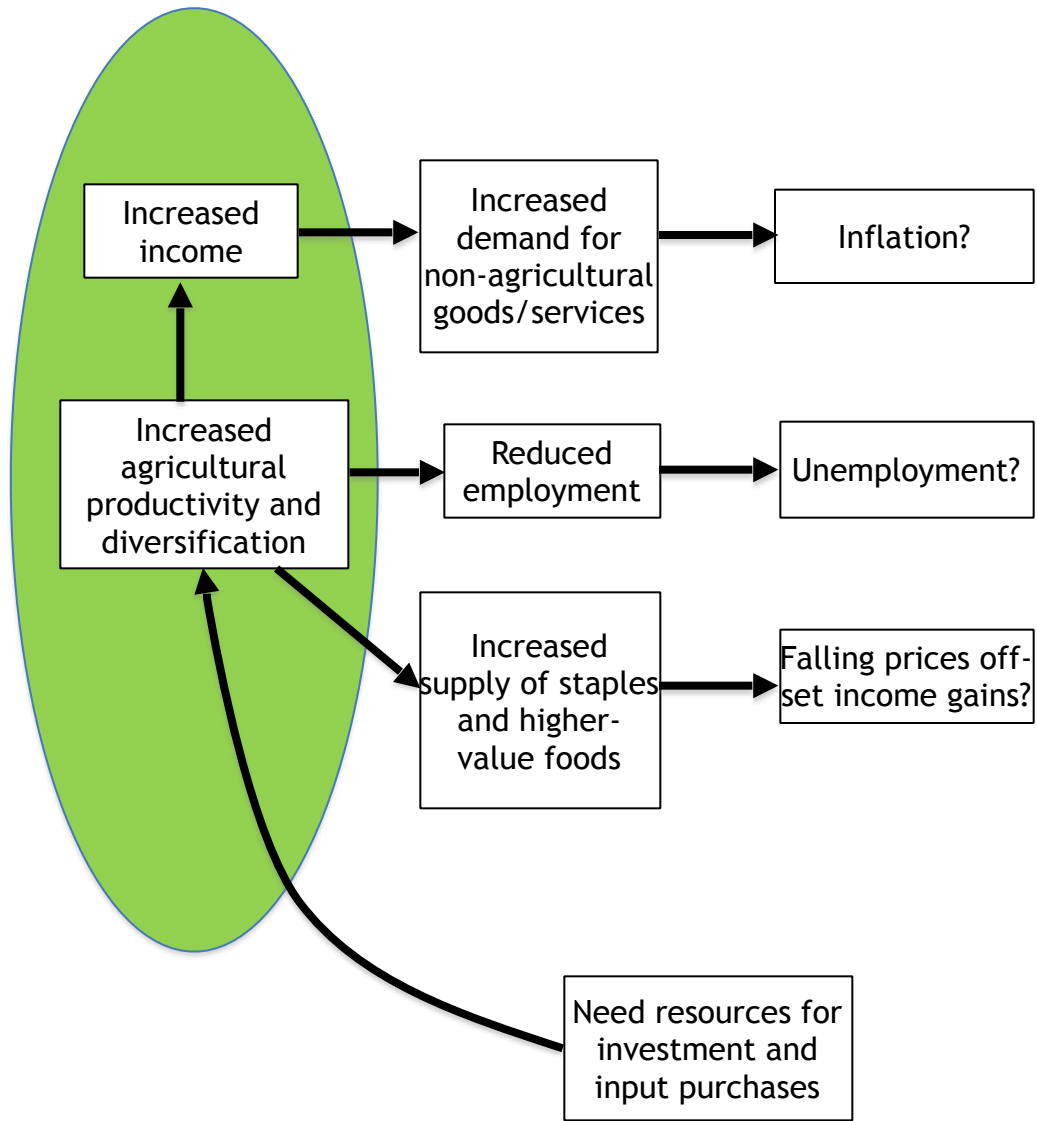 Increased
income
Increased
demand for
non-agricultural
goods/services
Inflation?
Increased
agricultural
productivity and
diversification
Reduced
employment
Unemployment?
Increased
supply of staples
and higher-
value foods
Falling prices off-
set income gains?
Need resources for
investment and
input purchases